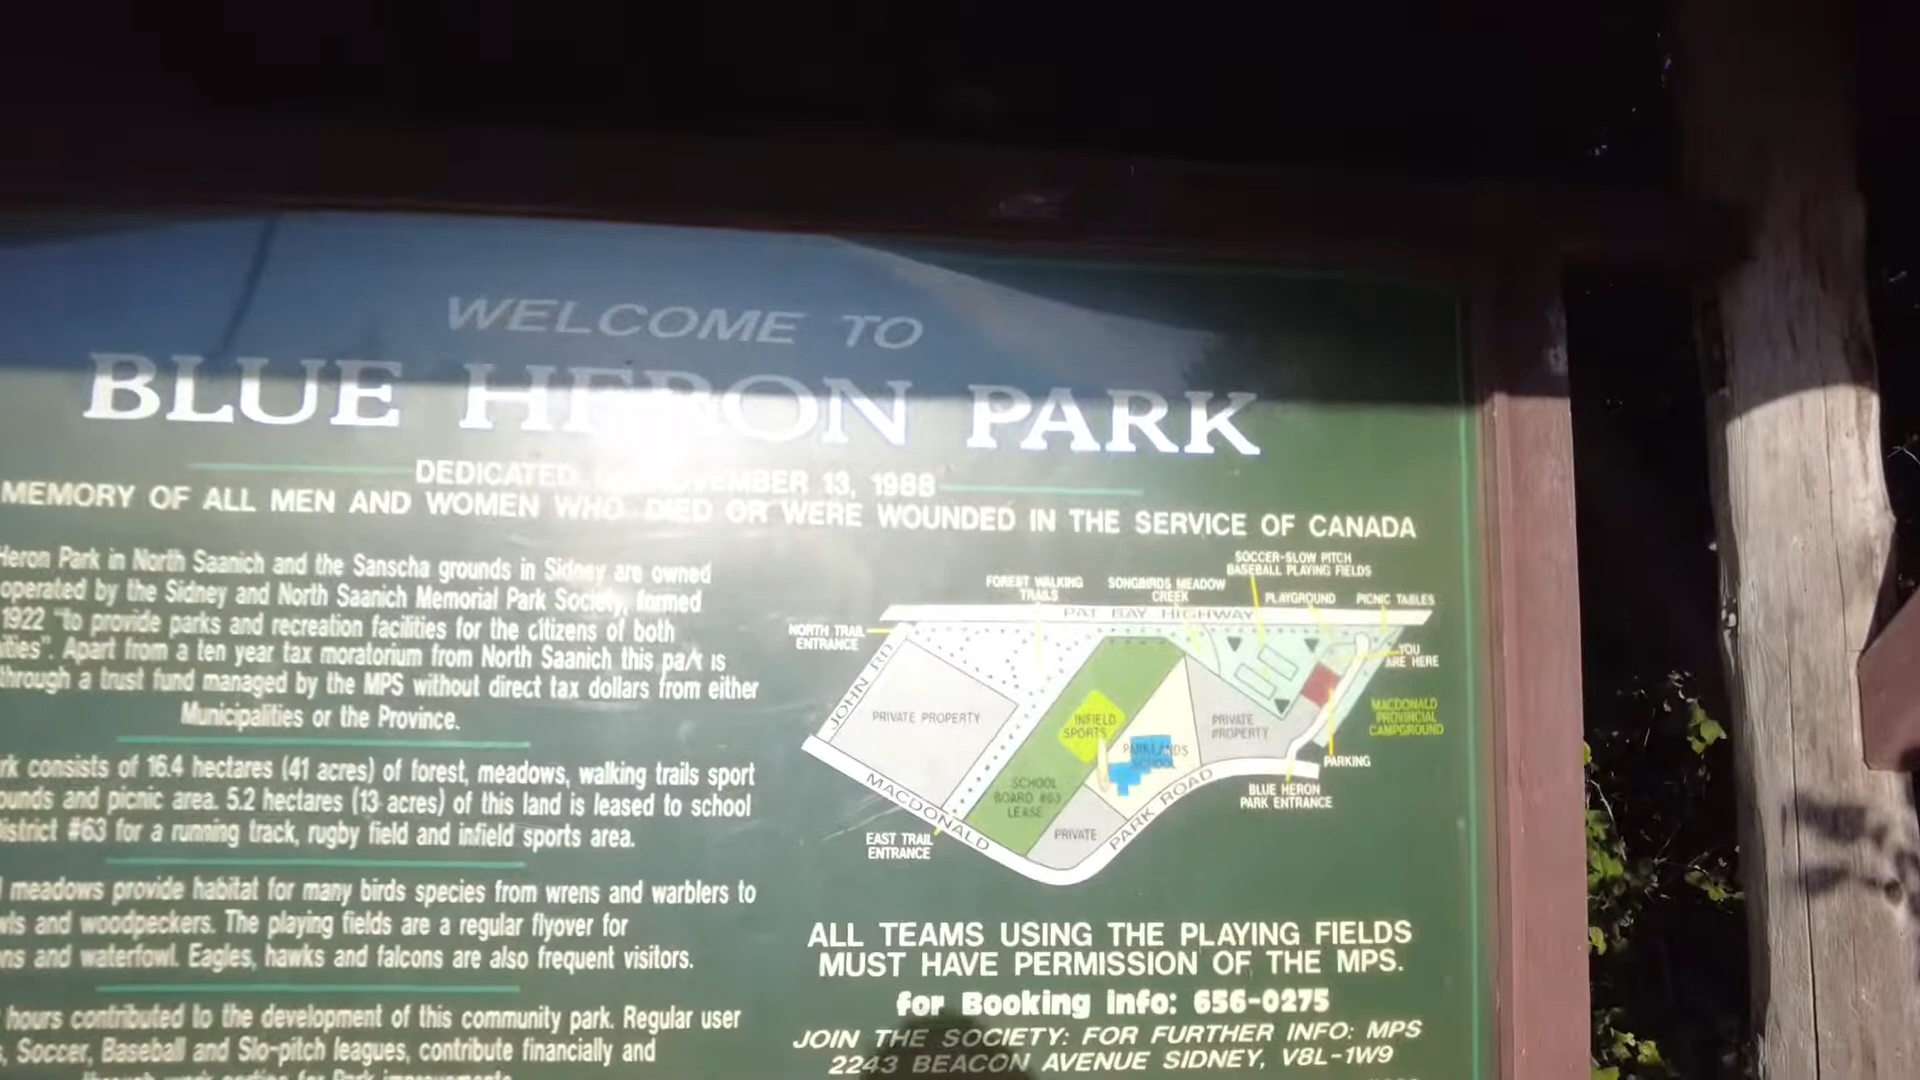 WELCOME TO
BLUE HERON PARK
DEDICATED NOVEMBER 13, 1988
MEMORY OF ALL MEN AND WOMEN WHO DIED OR WERE WOUNDED IN THE SERVICE OF CANADA
Heron Park in North Saanich and the Sanscha grounds in Sidney are owned
operated by the Sidney and North Saanich Memorial Park Society, formed
1922 "to provide parks and recreation facilities for the citizens of both
ities". Apart from a ten year tax moratorium from North Saanich this park is
through a trust fund managed by the MPS without direct tax dollars from either
Municipalities or the Province.
rk consists of 16.4 hectares (41 acres) of forest, meadows, walking trails sport
ounds and picnic area. 5.2 hectares (13 acres) of this land is leased to school
istrict #63 for a running track, rugby field and infield sports area.
meadows provide habitat for many birds species from wrens and warblers to
wls and woodpeckers. The playing fields are a regular flyover for
ns and waterfowl. Eagles, hawks and falcons are also frequent visitors.
hours contributed to the development of this community park. Regular user
s, Soccer, Baseball and Slo-pitch leagues, contribute financially and
SOCCER-SLOW PITCH
BASEBALL PLAYING FIELDS
FOREST WALKING
TRAILS
SONGBIRDS MEADOW
CREEK
PLAYGROUND
PICNIC TABLES
PAT BAY HIGHWAY
NORTH TRAIL
ENTRANCE
YOU
ARE HERE
JOHN RD
PRIVATE PROPERTY
INFIELD
SPORTS
PRIVATE
PROPERTY
MACDONALD
PROVINCIAL
CAMPGROUND
PARKLANDS
SCHOOL
PARKING
SCHOOL
BOARD #63
LEASE
BLUE HERON
PARK ENTRANCE
MACDONALD
PARK ROAD
PRIVATE
EAST TRAIL
ENTRANCE
ALL TEAMS USING THE PLAYING FIELDS
MUST HAVE PERMISSION OF THE MPS.
for Booking info: 656-0275
JOIN THE SOCIETY: FOR FURTHER INFO: MPS
2243 BEACON AVENUE SIDNEY, V8L-1W9